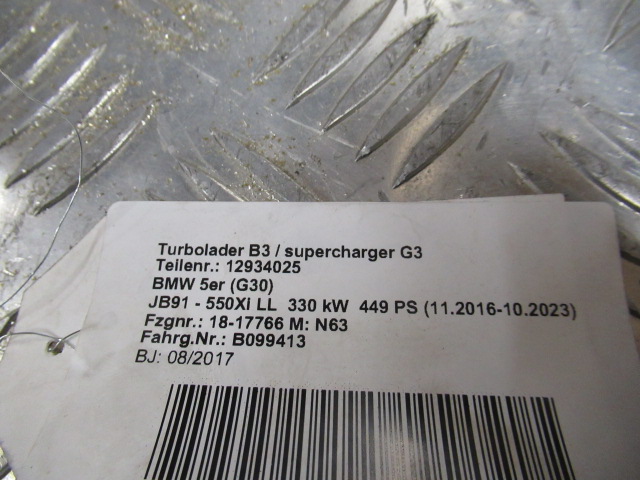 Turbolader B3 / supercharger G3
Teilenr.: 12934025
BMW 5er (G30)
JB91 - 550Xi LL 330 kW 449 PS (11.2016-10.2023)
Fzgnr.: 18-17766 M: N63
Fahrg.Nr.: B099413
BJ: 08/2017